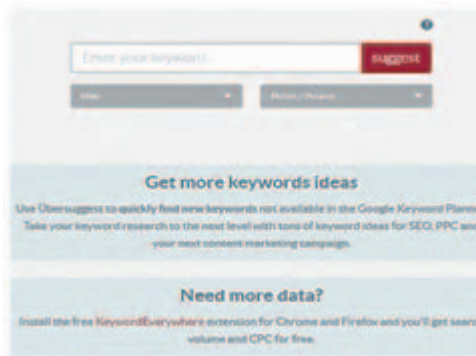 Enter your keyword...
suggest
Get more keywords ideas
Use Ubersuggest to quickly find new keywords not available in the Google Keyword Plann
Take your keyword research to the next level with tons of keyword ideas for SEO, PPC and
your next content marketing campaign.
Need more data?
Install the free KeywordEverywhere extension for Chrome and Firefox and you'll get searc
volume and CPC for free.